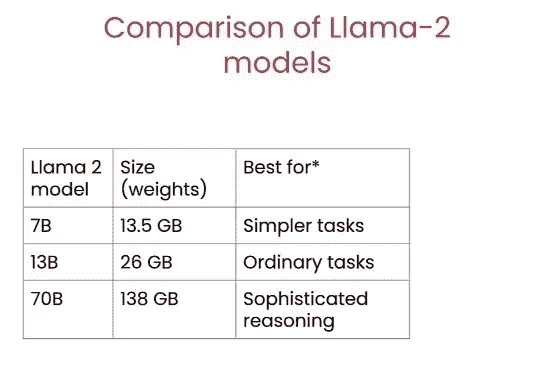 Comparison of Llama-2
models
Llama 2 model Size (weights) Best for*
7B 13.5 GB Simpler tasks
13B 26 GB Ordinary tasks
70B 138 GB Sophisticated reasoning